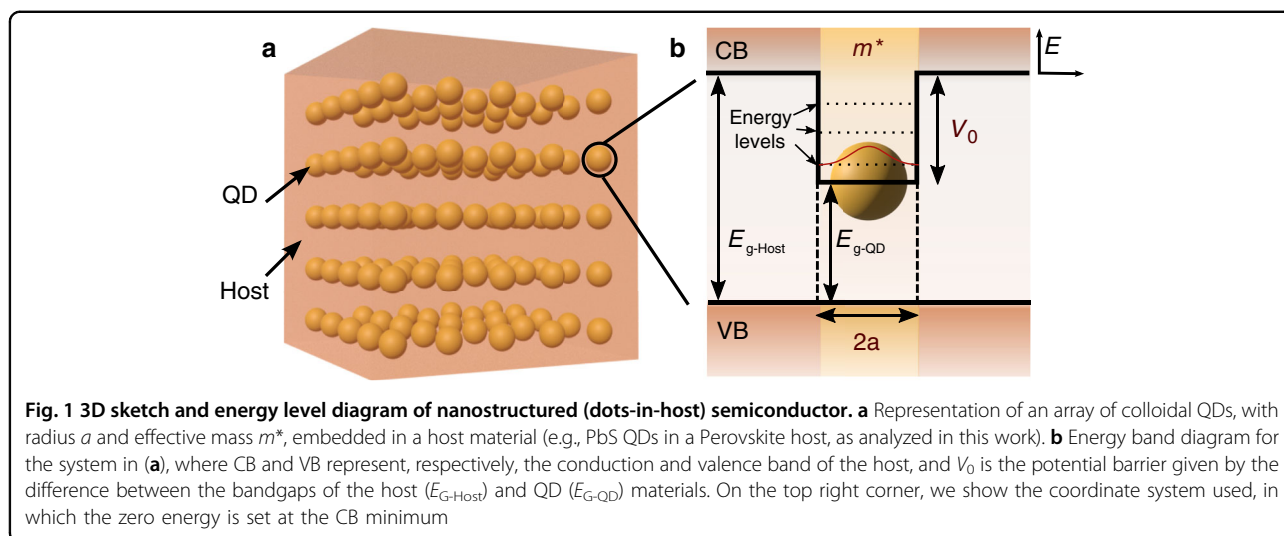 a
QD
Host
b
CB
m*
E
Energy
levels
V0
Eg-Host
Eg-QD
VB
2a
Fig. 1 3D sketch and energy level diagram of nanostructured (dots-in-host) semiconductor. a Representation of an array of colloidal QDs, with
radius a and effective mass m*, embedded in a host material (e.g., PbS QDs in a Perovskite host, as analyzed in this work). b Energy band diagram for
the system in (a), where CB and VB represent, respectively, the conduction and valence band of the host, and V0 is the potential barrier given by the
difference between the bandgaps of the host (EG-Host) and QD (EG-QD) materials. On the top right corner, we show the coordinate system used, in
which the zero energy is set at the CB minimum